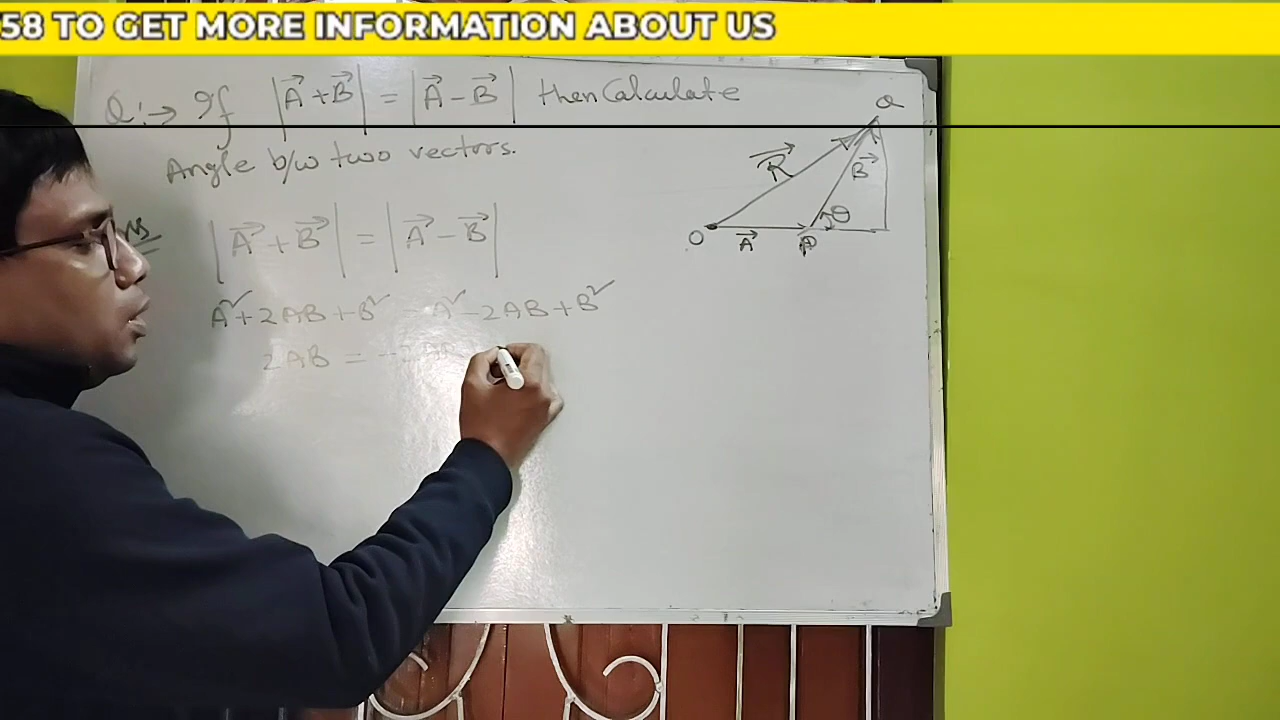 58 TO GET MORE INFORMATION ABOUT US
Q:→ If |A⃗ + B⃗| = |A⃗ - B⃗| then Calculate
Angle b/w two vectors.
|A⃗ + B⃗| = |A⃗ - B⃗|
A² + 2AB + B² = A² - 2AB + B²
2AB = -2AB
Q
R⃗
B⃗
θ
O
A⃗
P